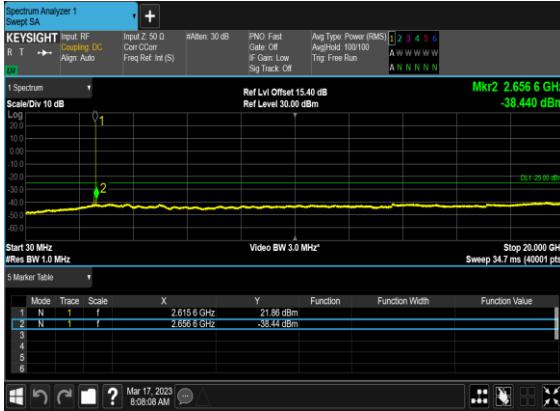 Spectrum Analyzer 1
Swept SA
+
KEYSIGHT Input: RF Input Z: 50 Ω #Atten: 30 dB PNO: Fast Avg Type: Power (RMS) 1 2 3 4 5 6
R T Coupling: DC Corr CCorr Gate: Off Avg|Hold: 100/100 A W W W W W
Align: Auto Freq Ref: Int (S) IF Gain: Low Trig: Free Run
Sig Track: Off A N N N N N
1 Spectrum Ref Lvl Offset 15.40 dB Mkr2 2.656 6 GHz
Scale/Div 10 dB Ref Level 30.00 dBm -38.440 dBm
Log
1
20.0
10.0
0.00
-10.0
-20.0
DL1 -25.00 dBm
-30.0
2
-40.0
-50.0
-60.0
Start 30 MHz Video BW 3.0 MHz* Stop 20.000 GH
#Res BW 1.0 MHz Sweep 34.7 ms (40001 pts
5 Marker Table
Mode Trace Scale X Y Function Function Width Function Value
1 N 1 f 2.615 6 GHz 21.86 dBm
2 N 1 f 2.656 6 GHz -38.44 dBm
3
4
5
6
? Mar 17, 2023
8:08:08 AM